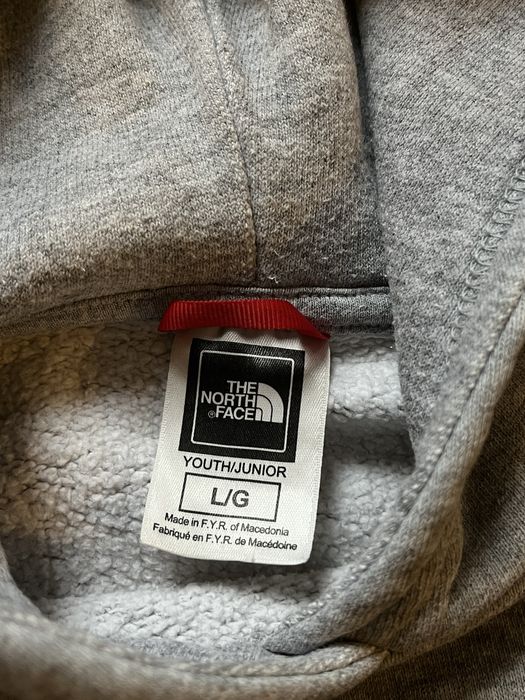 THE
NORTH
®FACE
YOUTH/JUNIOR
L/G
Made in F.Y.R. of Macedonia
Fabriqué en F.Y.R. de Macédoine